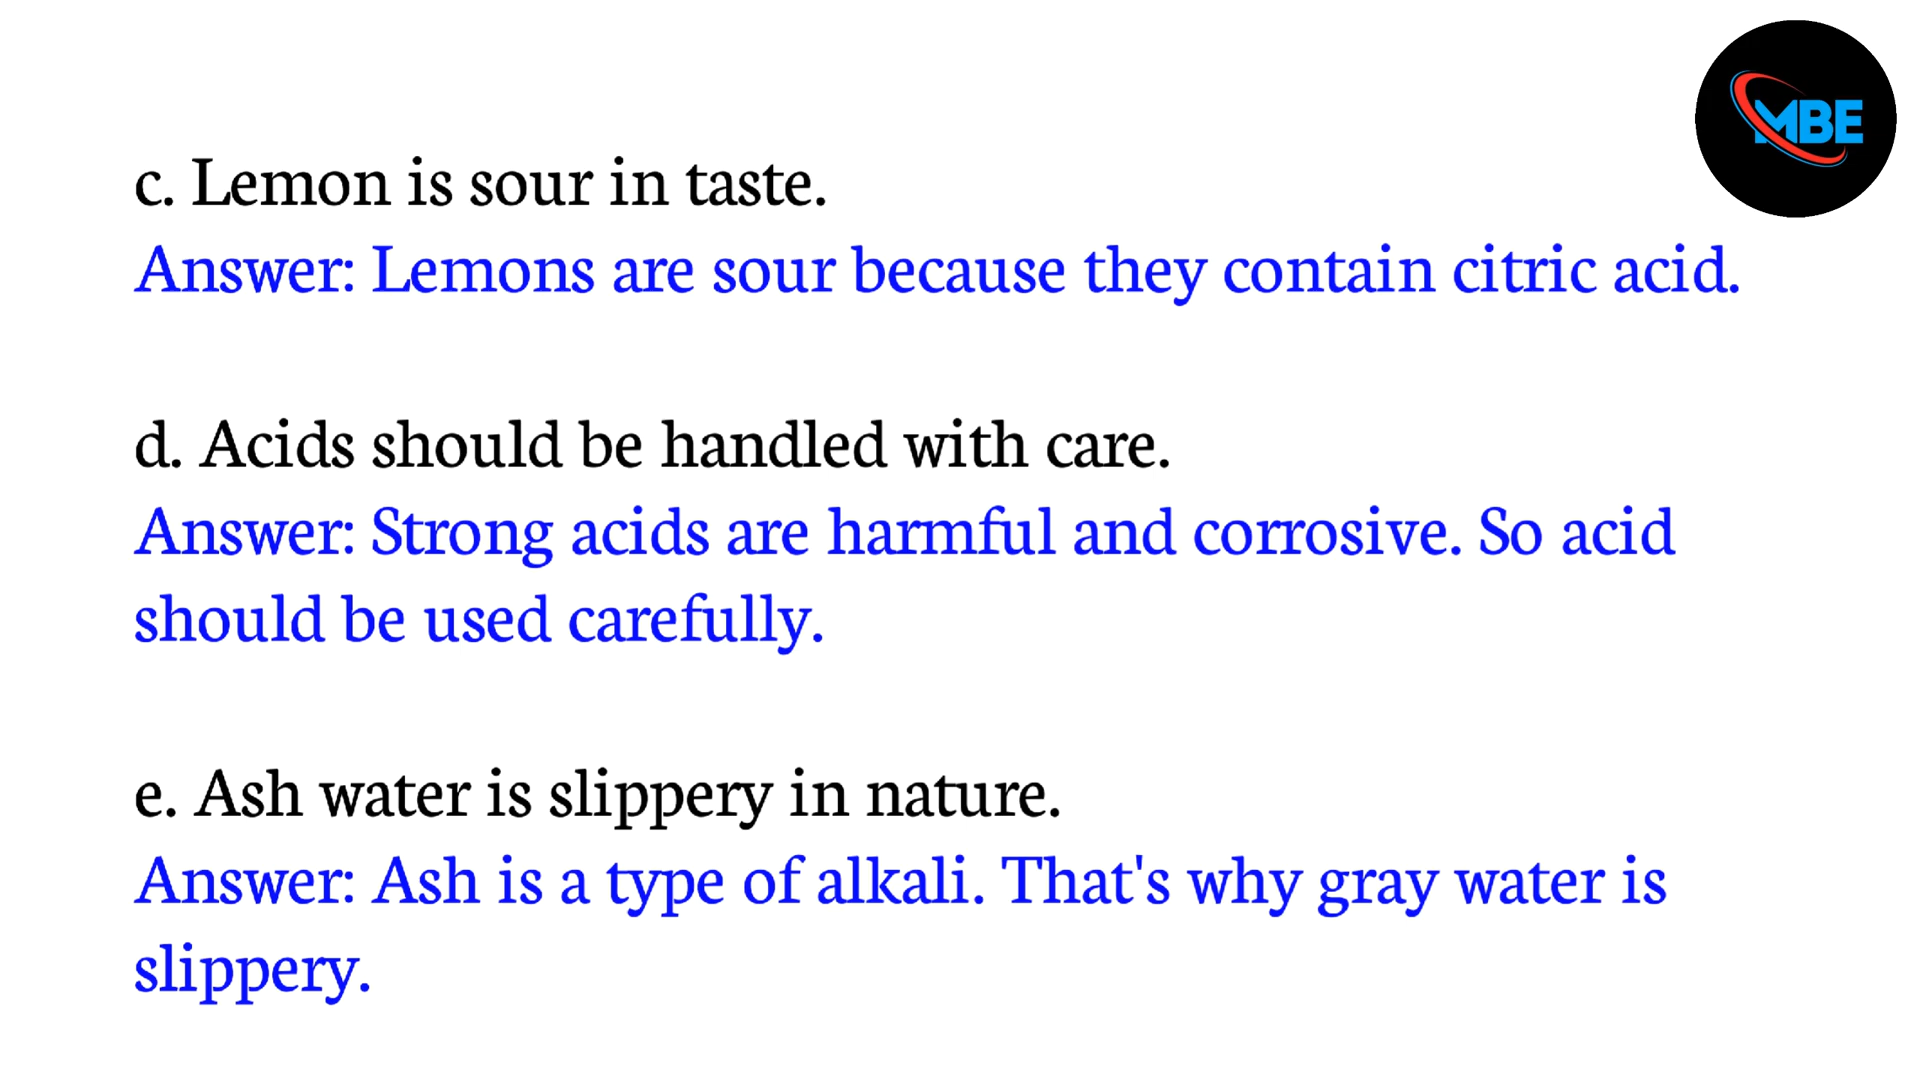 MBE
c. Lemon is sour in taste.
Answer: Lemons are sour because they contain citric acid.
d. Acids should be handled with care.
Answer: Strong acids are harmful and corrosive. So acid
should be used carefully.
e. Ash water is slippery in nature.
Answer: Ash is a type of alkali. That's why gray water is
slippery.